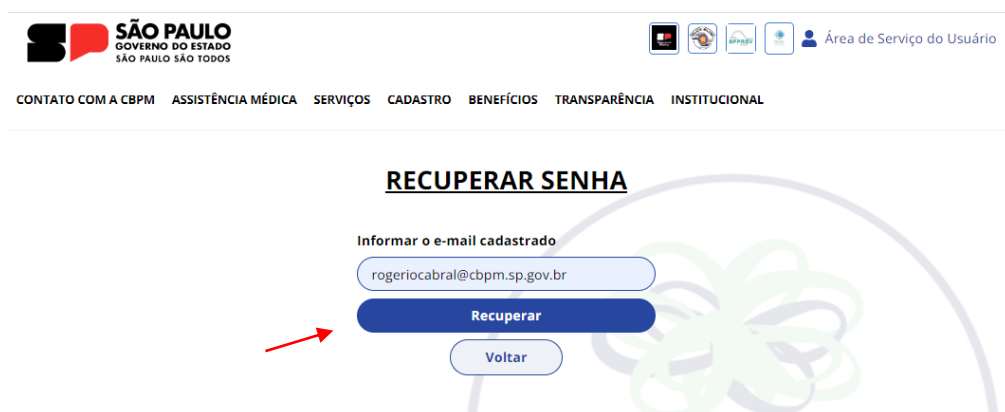 SÃO PAULO
GOVERNO DO ESTADO
SÃO PAULO SÃO TODOS
SPPREV
Área de Serviço do Usuário
CONTATO COM A CBPM ASSISTÊNCIA MÉDICA SERVIÇOS CADASTRO BENEFÍCIOS TRANSPARÊNCIA INSTITUCIONAL
RECUPERAR SENHA
Informar o e-mail cadastrado
rogeriocabral@cbpm.sp.gov.br
Recuperar
Voltar